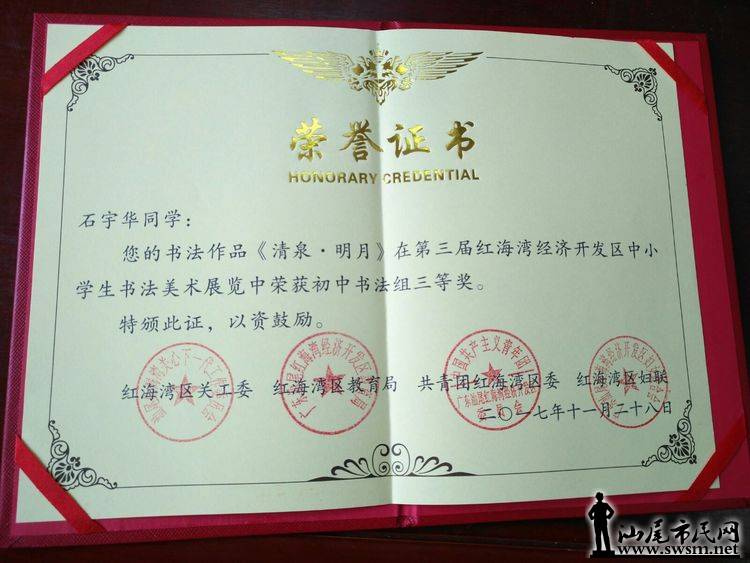 荣誉证书
HONORARY CREDENTIAL
石宇华同学：
您的书法作品《清泉·明月》在第三届红海湾经济开发区中小
学生书法美术展览中荣获初中书法组三等奖。
特颁此证，以资鼓励。
红海湾区关工委 红海湾区教育局 共青团红海湾区委 红海湾区妇联
二〇一七年十一月二十八日
汕尾市民网
www.swsm.net